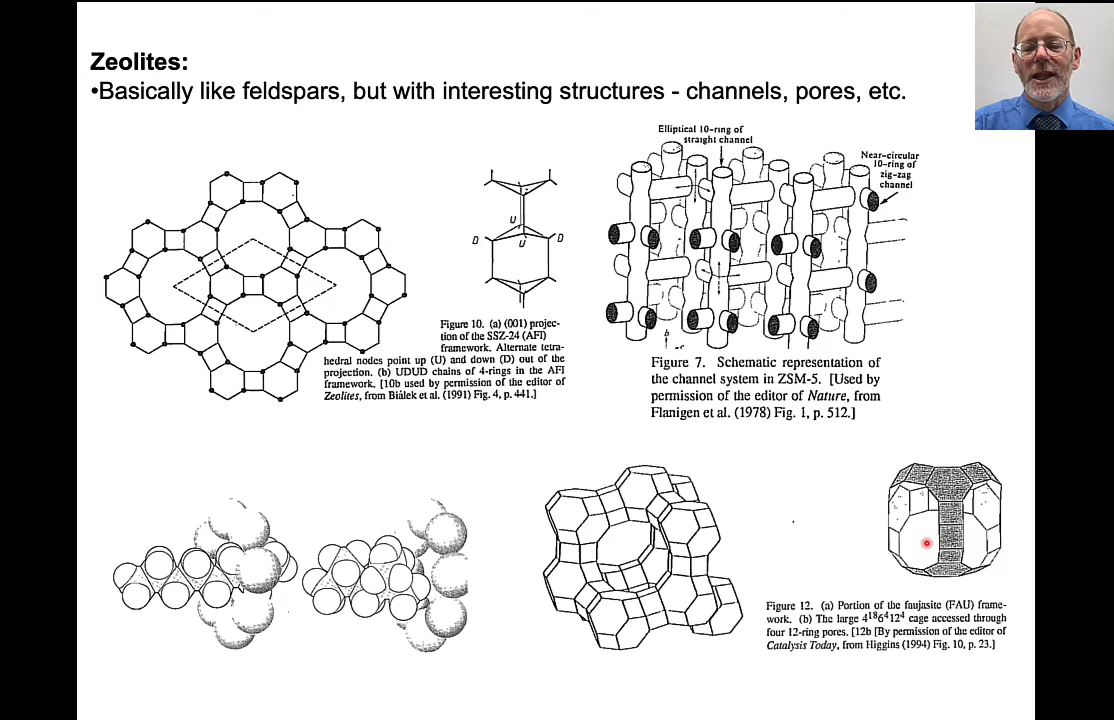 Zeolites:
•Basically like feldspars, but with interesting structures - channels, pores, etc.
U
D
U
D
Figure 10. (a) (001) projec-
tion of the SSZ-24 (AFI)
framework. Alternate tetra-
hedral nodes point up (U) and down (D) out of the
projection. (b) UDUD chains of 4-rings in the AFI
framework. [10b used by permission of the editor of
Zeolites, from Bialek et al. (1991) Fig. 4, p. 441.]
Elliptical 10-ring of
straight channel
Near-circular
10-ring of
zig-zag
channel
b
Figure 7. Schematic representation of
the channel system in ZSM-5. [Used by
permission of the editor of Nature, from
Flanigen et al. (1978) Fig. 1, p. 512.]
Figure 12. (a) Portion of the faujasite (FAU) frame-
work. (b) The large 4¹⁸6⁴12⁴ cage accessed through
four 12-ring pores. [12b [By permission of the editor of
Catalysis Today, from Higgins (1994) Fig. 10, p. 23.]